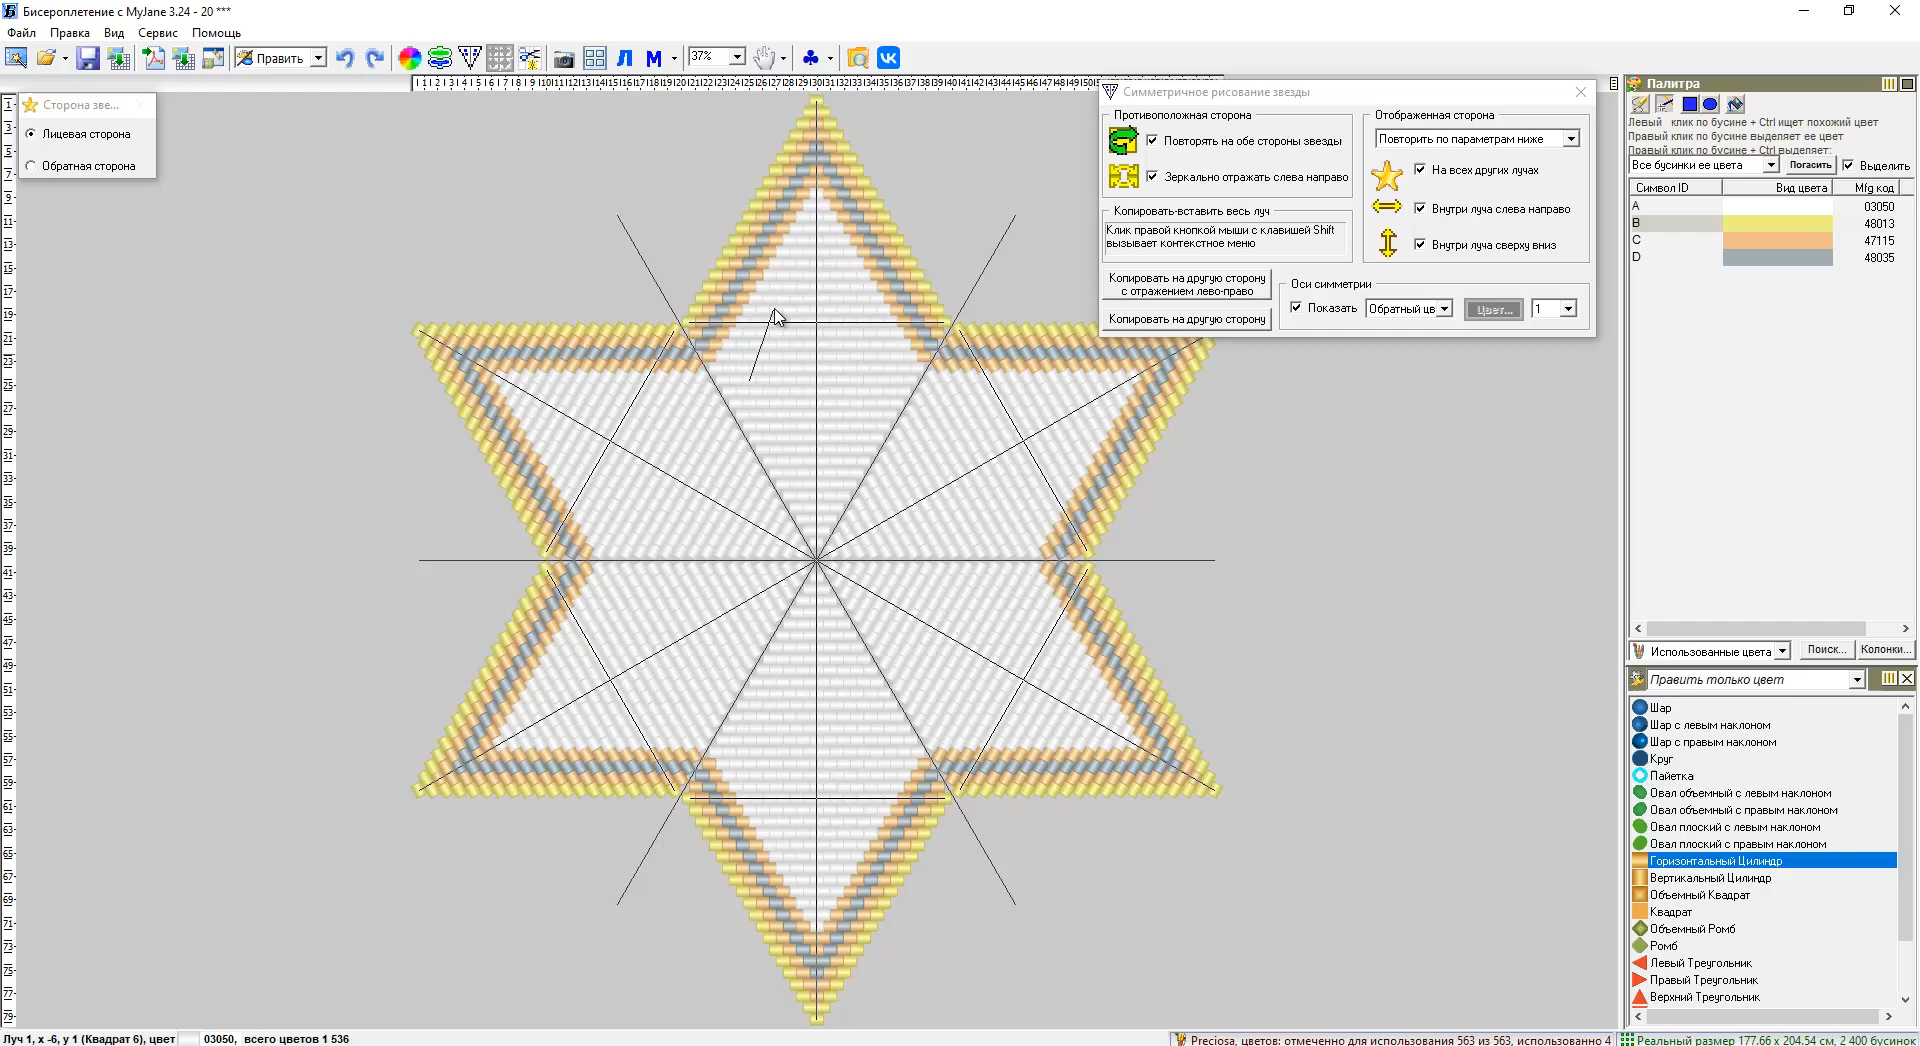 Бисероплетение с MyJane 3.24 - 20 ***
Файл Правка Вид Сервис Помощь
Править
37%
Сторона зве...
Лицевая сторона
Обратная сторона
Симметричное рисование звезды
Противоположная сторона
Повторять на обе стороны звезды
Зеркально отражать слева направо
Копировать-вставить весь луч
Клик правой кнопкой мыши с клавишей Shift
вызывает контекстное меню
Копировать на другую сторону
с отражением лево-право
Копировать на другую сторону
Отображенная сторона
Повторить по параметрам ниже
На всех других лучах
Внутри луча слева направо
Внутри луча сверху вниз
Оси симметрии
Показать
Обратный цв
Цвет...
1
Палитра
Левый клик по бусине + Ctrl ищет похожий цвет
Правый клик по бусине выделяет ее цвет
Правый клик по бусине + Ctrl выделяет:
Все бусинки ее цвета Погасить Выделить
Символ ID Вид цвета Mfg код
A 03050
B 48013
C 47115
D 48035
Использованные цвета Поиск... Колонки...
Править только цвет
Шар
Шар с левым наклоном
Шар с правым наклоном
Круг
Пайетка
Овал объемный с левым наклоном
Овал объемный с правым наклоном
Овал плоский с левым наклоном
Овал плоский с правым наклоном
Горизонтальный Цилиндр
Вертикальный Цилиндр
Объемный Квадрат
Квадрат
Объемный Ромб
Ромб
Левый Треугольник
Правый Треугольник
Верхний Треугольник
Луч 1, x -6, y 1 (Квадрат 6), цвет 03050, всего цветов 1 536
Preciosa, цветов: отмеченно для использования 563 из 563, использованно 4
Реальный размер 177.66 x 204.54 см, 2 400 бусинок